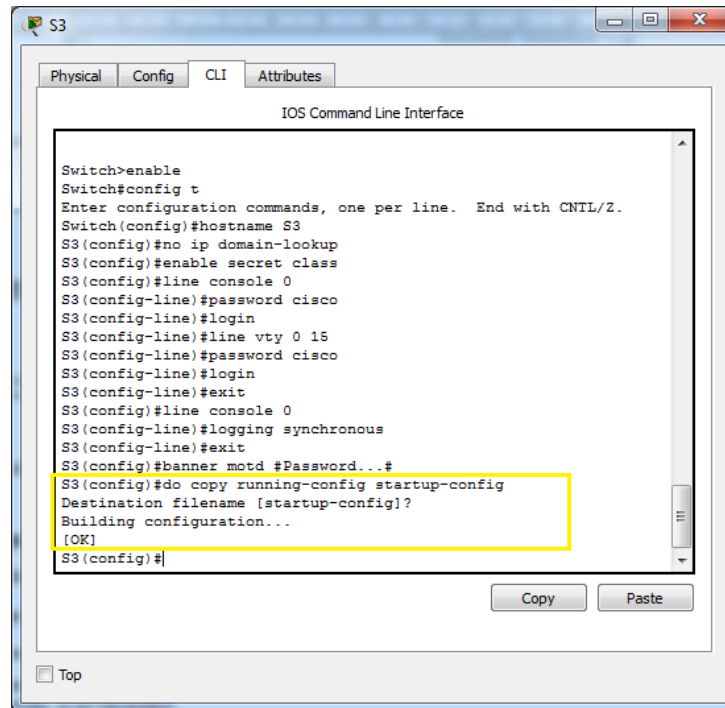 S3
Physical Config CLI Attributes
IOS Command Line Interface
Switch>enable
Switch#config t
Enter configuration commands, one per line.  End with CNTL/Z.
Switch(config)#hostname S3
S3(config)#no ip domain-lookup
S3(config)#enable secret class
S3(config)#line console 0
S3(config-line)#password cisco
S3(config-line)#login
S3(config-line)#line vty 0 15
S3(config-line)#password cisco
S3(config-line)#login
S3(config-line)#exit
S3(config)#line console 0
S3(config-line)#logging synchronous
S3(config-line)#exit
S3(config)#banner motd #Password...#
S3(config)#do copy running-config startup-config
Destination filename [startup-config]?
Building configuration...
[OK]
S3(config)#
Copy Paste
Top